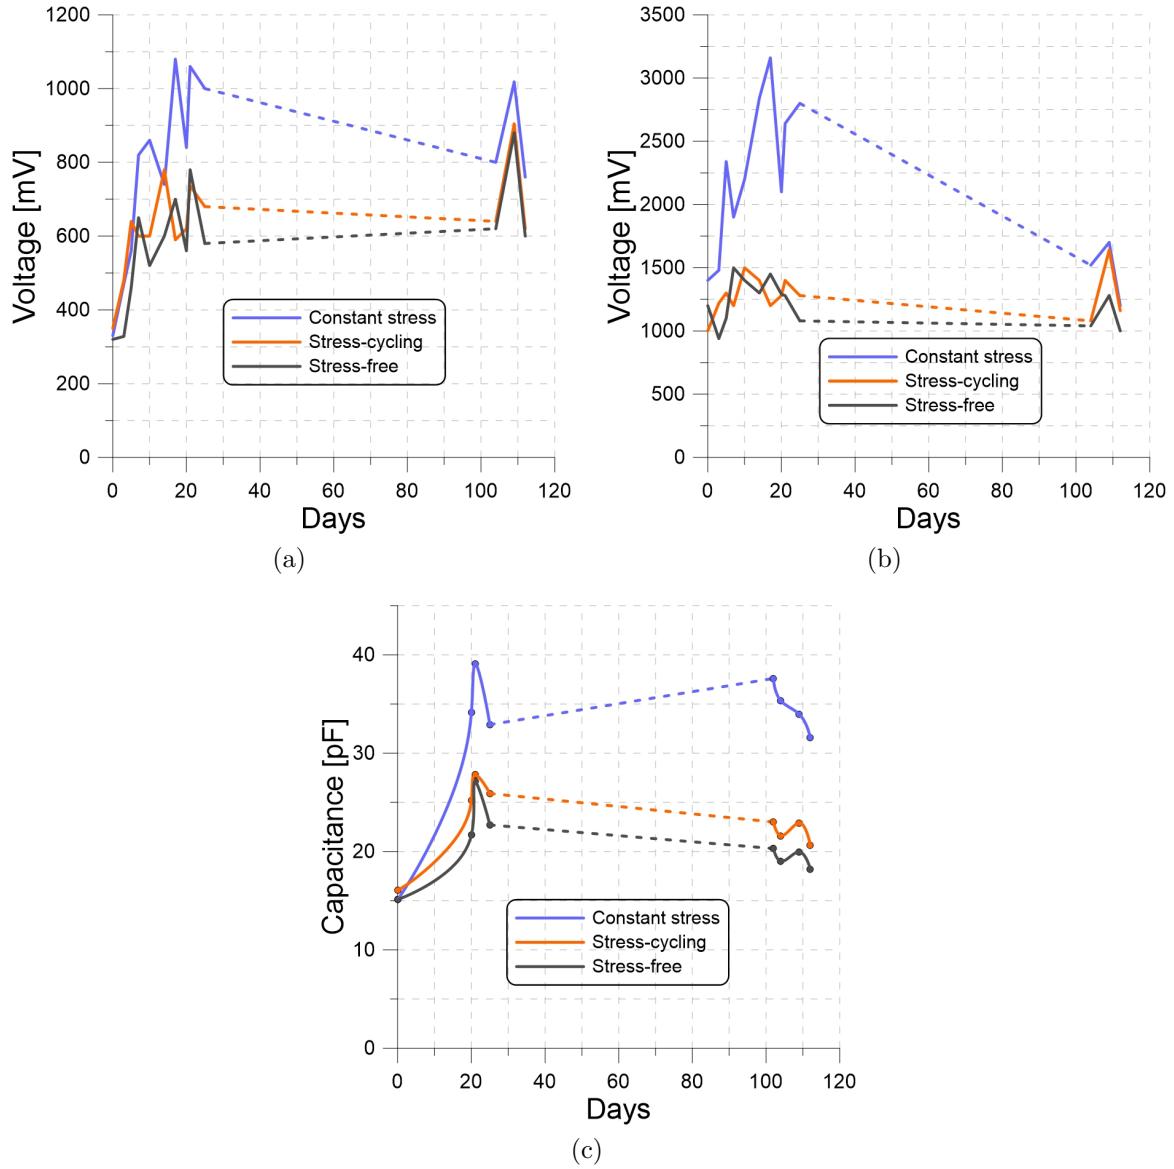 1200
1000
800
600
400
200
0
Voltage [mV]
Constant stress
Stress-cycling
Stress-free
0 20 40 60 80 100 120
Days
(a)
3500
3000
2500
2000
1500
1000
500
0
Voltage [mV]
Constant stress
Stress-cycling
Stress-free
0 20 40 60 80 100 120
Days
(b)
40
30
20
10
0
Capacitance [pF]
Constant stress
Stress-cycling
Stress-free
0 20 40 60 80 100 120
Days
(c)